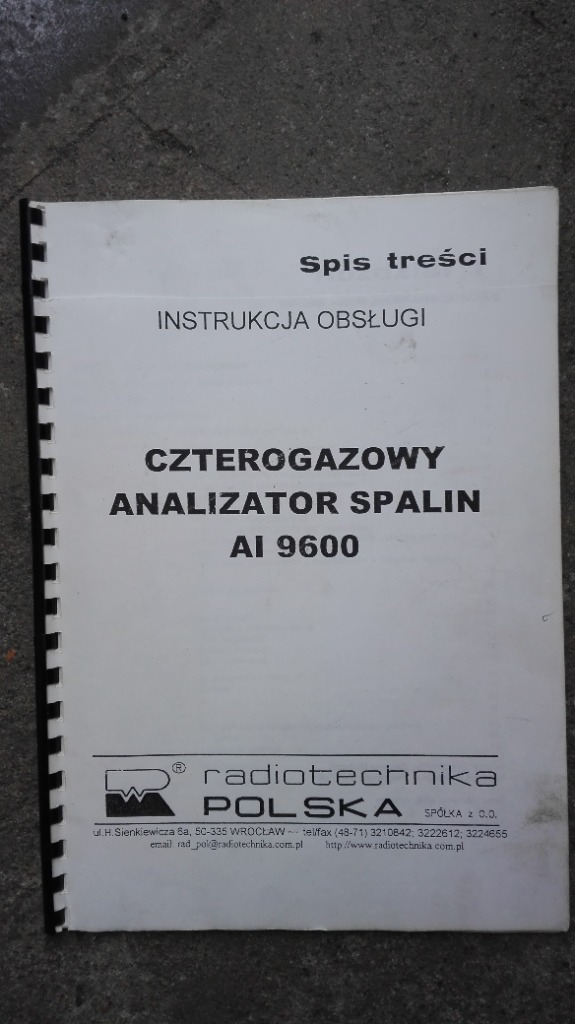 Spis treści
INSTRUKCJA OBSŁUGI
CZTEROGAZOWY
ANALIZATOR SPALIN
AI 9600
® radiotechnika
POLSKA SPÓŁKA z o.o.
ul.H.Sienkiewicza 6a, 50-335 WROCŁAW ~ tel/fax (48-71) 3210842; 3222612; 3224655
email: rad_pol@radiotechnika.com.pl http://www.radiotechnika.com.pl